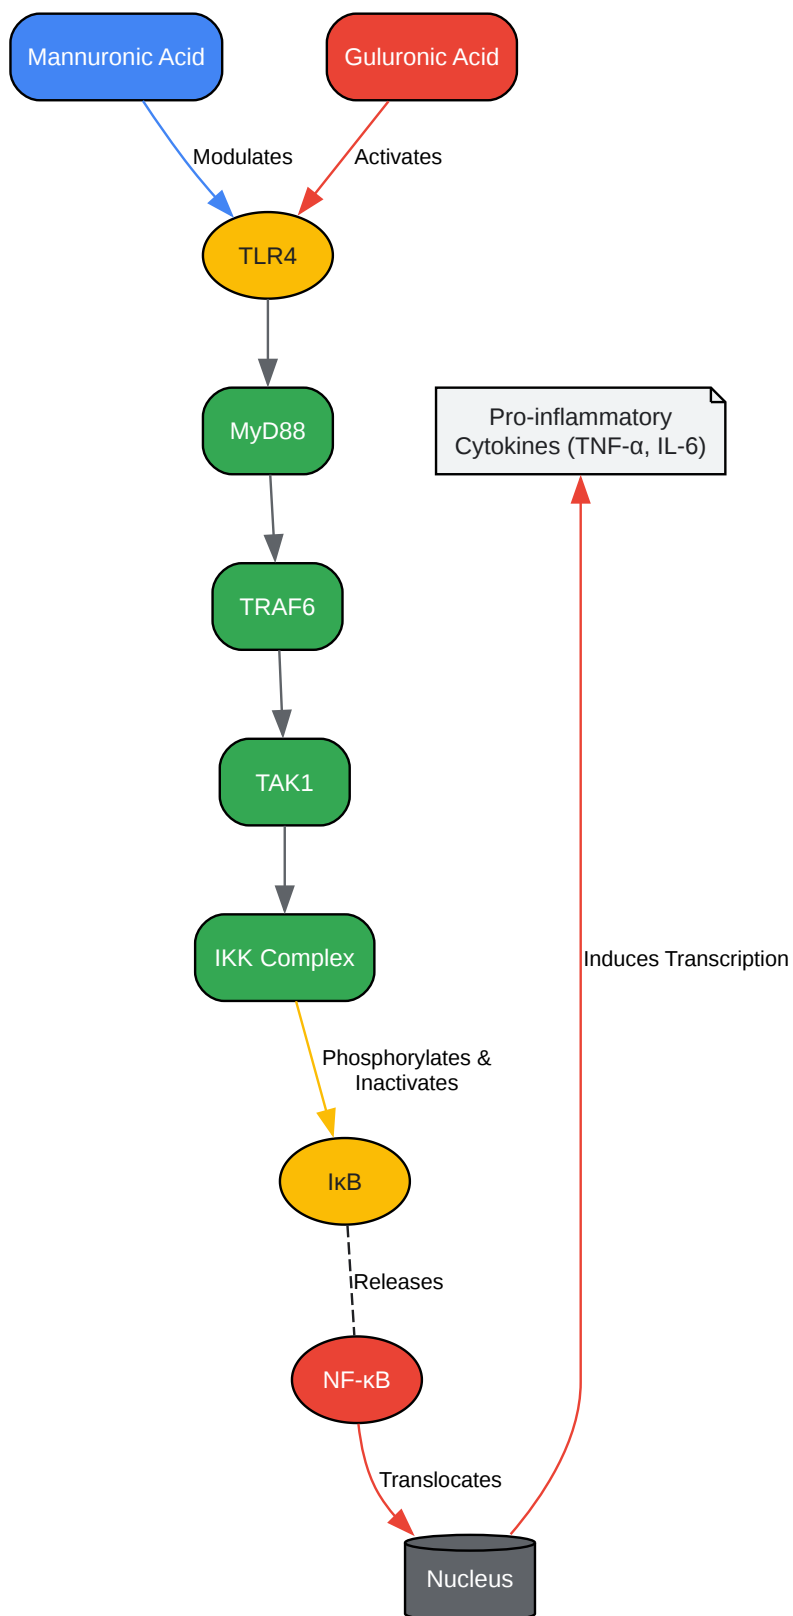 Mannuronic Acid
Guluronic Acid
Modulates
Activates
TLR4
MyD88
Pro-inflammatory
Cytokines (TNF-α, IL-6)
TRAF6
TAK1
IKK Complex
Induces Transcription
Phosphorylates &
Inactivates
IκB
Releases
NF-κB
Translocates
Nucleus